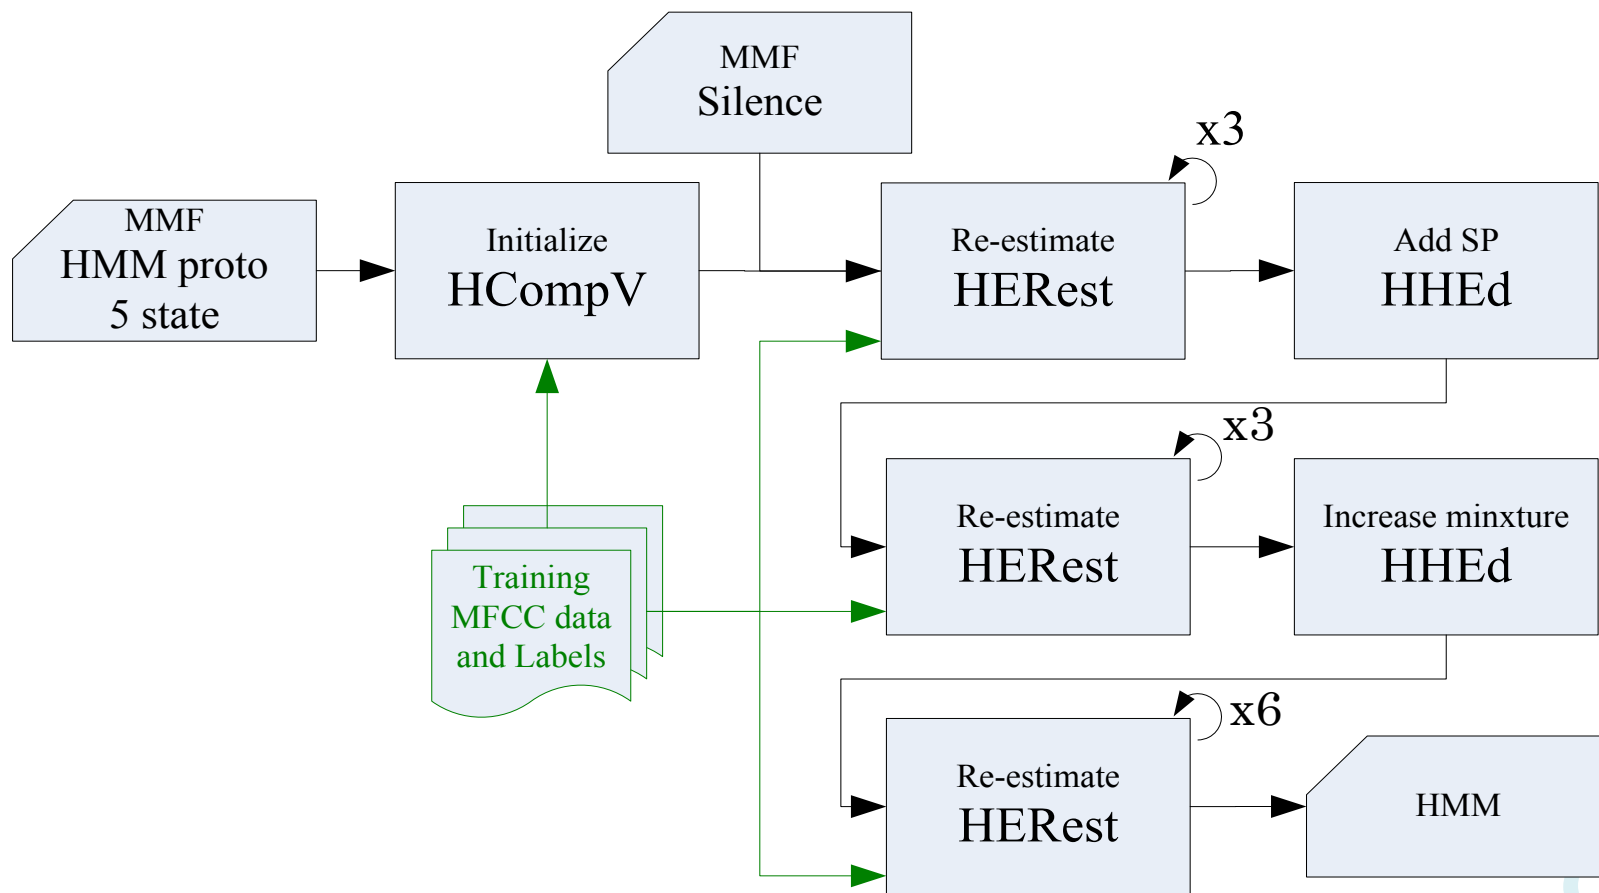 MMF
Silence
x3
MMF
HMM proto
5 state
Initialize
HCompV
Re-estimate
HERest
Add SP
HHEd
x3
Re-estimate
HERest
Increase minxture
HHEd
Training
MFCC data
and Labels
x6
Re-estimate
HERest
HMM